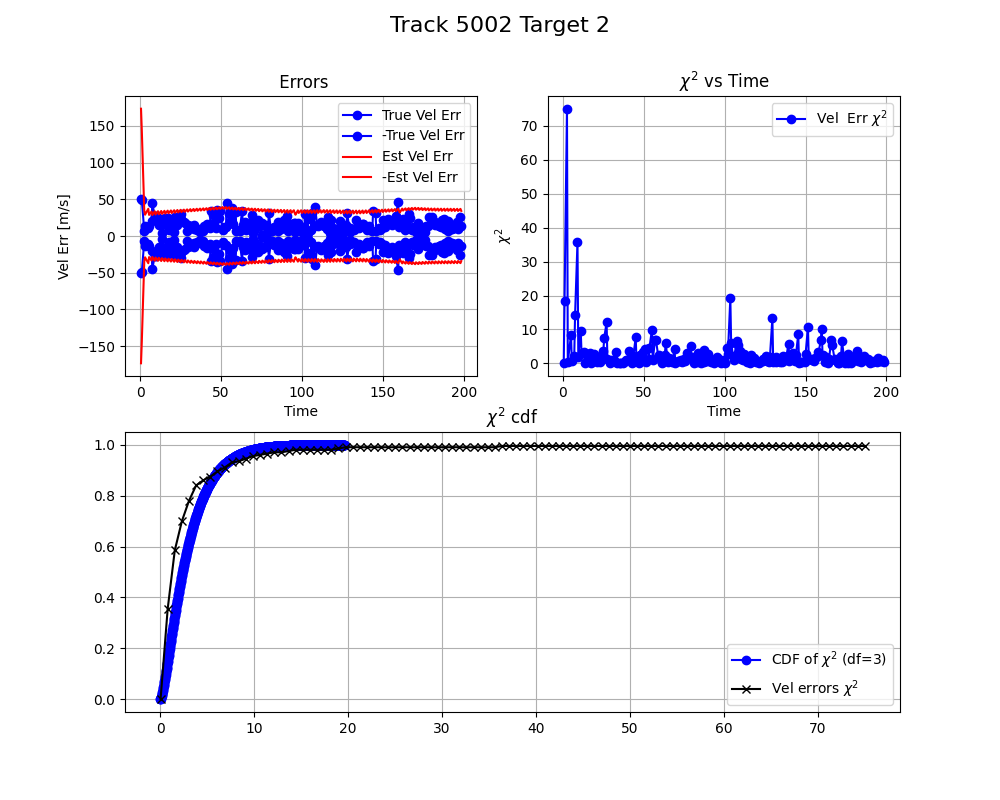 Track 5002 Target 2
Errors
True Vel Err
-True Vel Err
Est Vel Err
-Est Vel Err
Vel Err [m/s]
150
100
50
0
−50
−100
−150
0 50 100 150 200
Time
χ² vs Time
Vel Err χ²
χ²
70
60
50
40
30
20
10
0
0 50 100 150 200
Time
χ² cdf
1.0
0.8
0.6
0.4
0.2
0.0
CDF of χ² (df=3)
Vel errors χ²
0 10 20 30 40 50 60 70